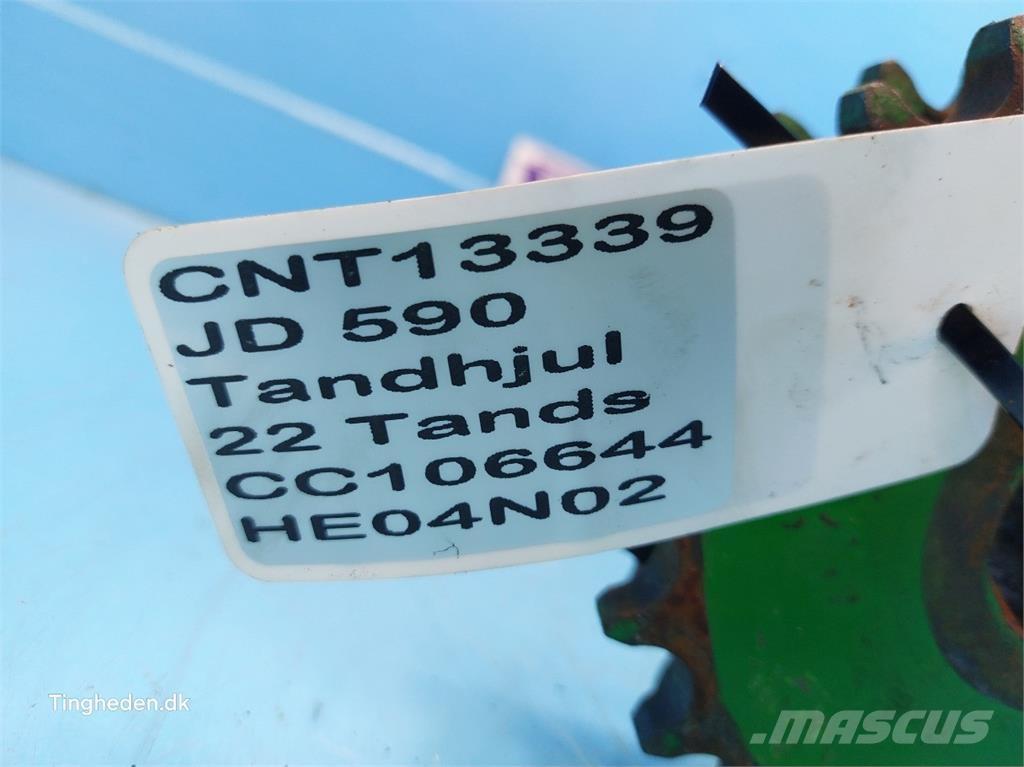 CNT13339
JD 590
Tandhjul
22 Tands
CC106644
HE04N02
Tingheden.dk
MASCUS